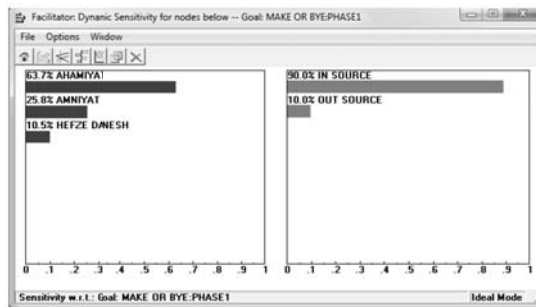 Facilitator: Dynamic Sensitivity for nodes below -- Goal: MAKE OR BYE:PHASE1
File Options Window
63.7% AHAMIYAT
25.8% AMNIYAT
10.5% HEFZE DANESH
90.0% IN SOURCE
10.0% OUT SOURCE
0 .1 .2 .3 .4 .5 .6 .7 .8 .9 1
0 .1 .2 .3 .4 .5 .6 .7 .8 .9 1
Sensitivity w.r.t.: Goal: MAKE OR BYE:PHASE1 Ideal Mode